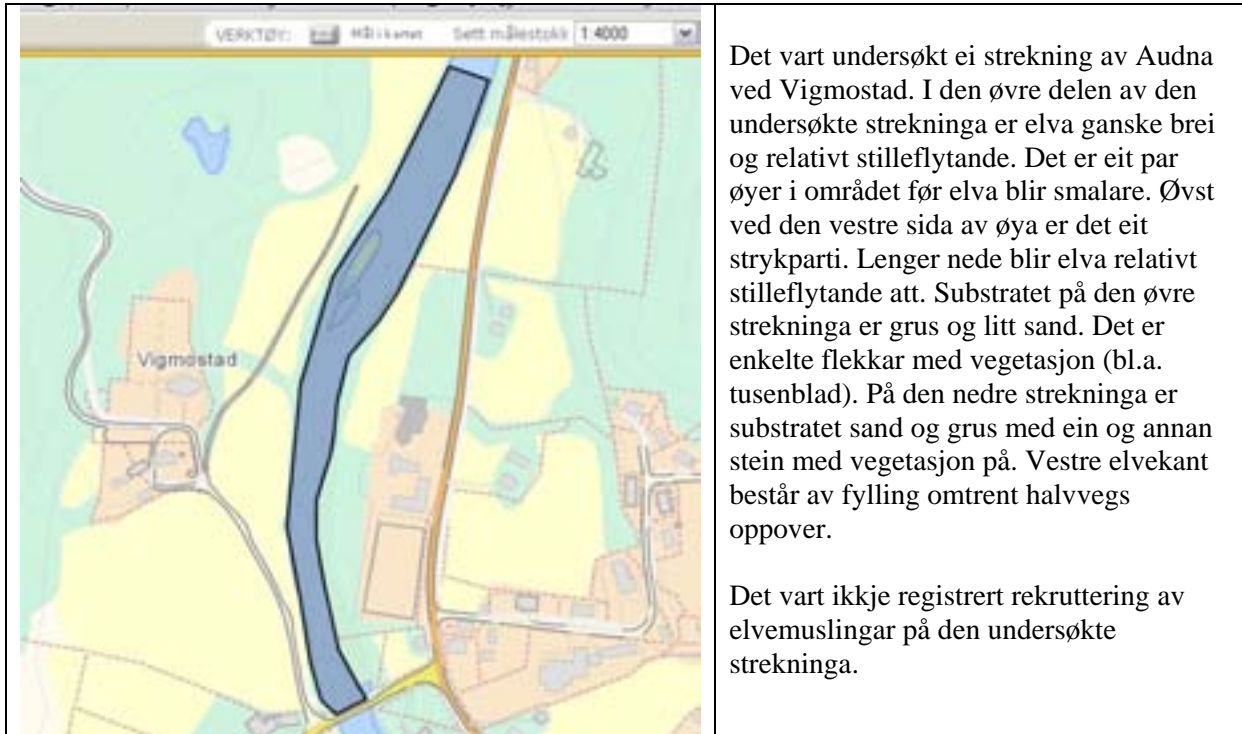 VERKTØY:
Mål i kartet
Sett målestokk 1:4000
Vigmostad
Det vart undersøkt ei strekning av Audna
ved Vigmostad. I den øvre delen av den
undersøkte strekninga er elva ganske brei
og relativt stilleflytande. Det er eit par
øyer i området før elva blir smalare. Øvst
ved den vestre sida av øya er det eit
strykparti. Lenger nede blir elva relativt
stilleflytande att. Substratet på den øvre
strekninga er grus og litt sand. Det er
enkelte flekkar med vegetasjon (bl.a.
tusenblad). På den nedre strekninga er
substratet sand og grus med ein og annan
stein med vegetasjon på. Vestre elvekant
består av fylling omtrent halvvegs
oppover.
Det vart ikkje registrert rekruttering av
elvemuslingar på den undersøkte
strekninga.